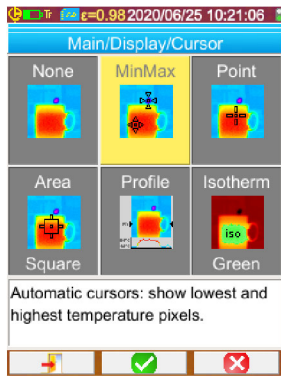 Tr ε=0.98 2020/06/25 10:21:06
Main/Display/Cursor
None MinMax Point
Area Profile Isotherm
iso
Square Green
Automatic cursors: show lowest and
highest temperature pixels.